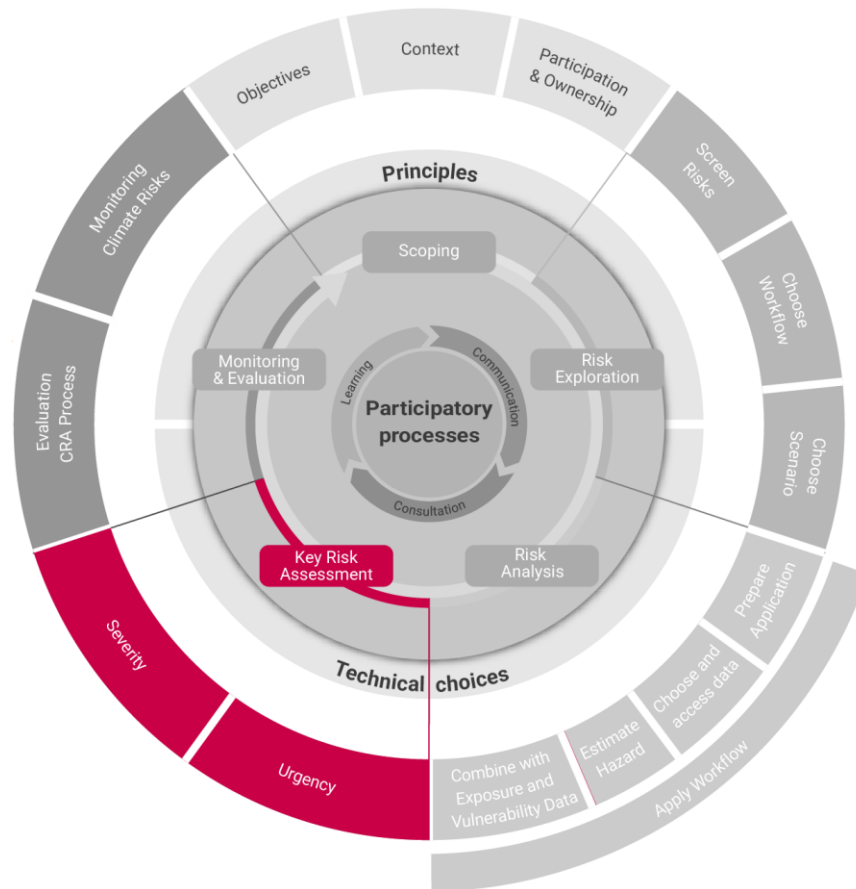 Objectives
Context
Participation
& Ownership
Screen
Risks
Choose
Workflow
Choose
Scenario
Prepare
Application
Choose and
access data
Estimate
Hazard
Combine with
Exposure and
Vulnerability Data
Apply Workflow
Urgency
Severity
Evaluation
CRA Process
Monitoring
Climate Risks
Principles
Technical choices
Scoping
Risk
Exploration
Risk
Analysis
Key Risk
Assessment
Monitoring
& Evaluation
Learning
Communication
Consultation
Participatory
processes